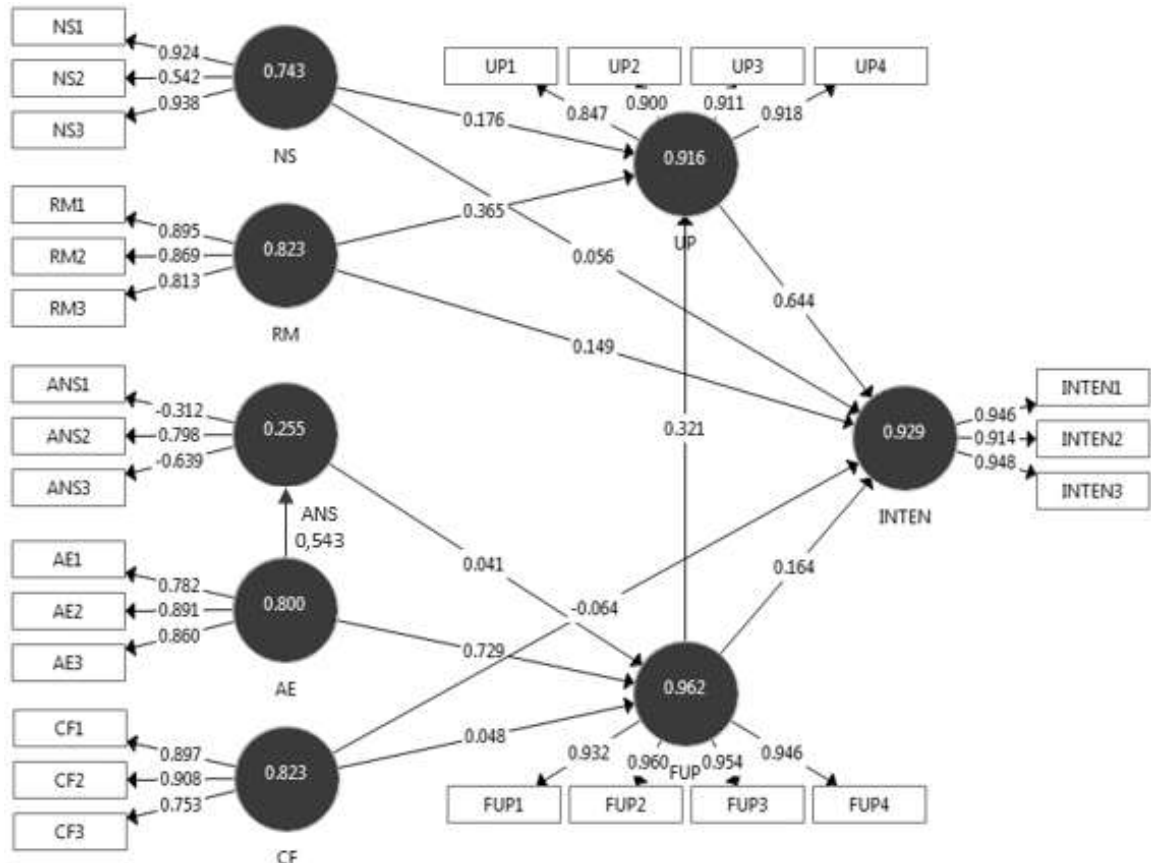 NS1
0.924
NS2
0.542
NS3
0.938
0.743
NS
RM1
0.895
RM2
0.869
RM3
0.813
0.823
RM
ANS1
-0.312
ANS2
0.798
ANS3
-0.639
0.255
ANS
0,543
AE1
0.782
AE2
0.891
AE3
0.860
0.800
AE
CF1
0.897
CF2
0.908
CF3
0.753
0.823
CF
UP1
UP2
UP3
UP4
0.847
0.900
0.911
0.918
0.916
UP
0.176
0.365
0.056
0.644
0.149
0.321
0.041
-0.064
0.164
0.729
0.048
0.929
INTEN
0.946
INTEN1
0.914
INTEN2
0.948
INTEN3
0.962
FUP
0.932
0.960
0.954
0.946
FUP1
FUP2
FUP3
FUP4